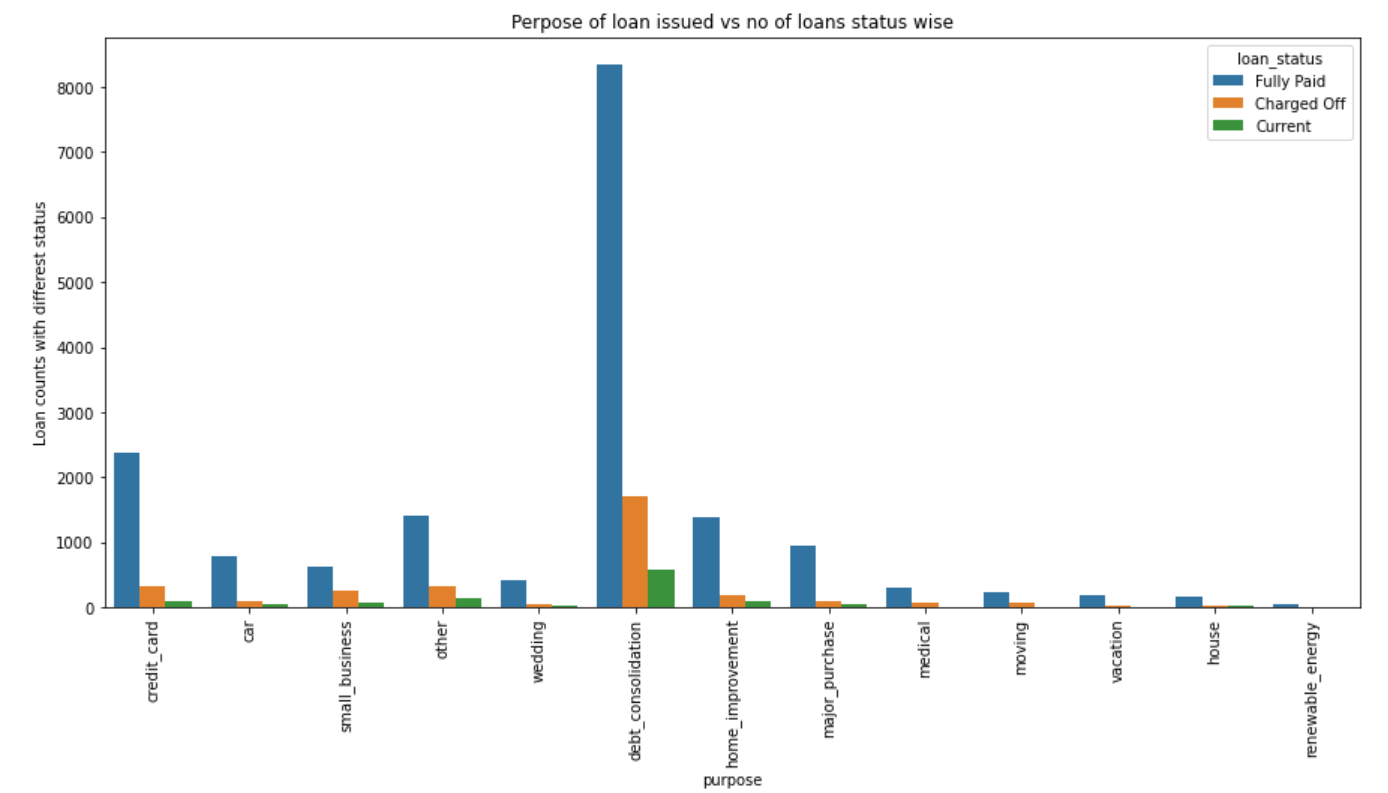 Perpose of loan issued vs no of loans status wise
loan_status
Fully Paid
Charged Off
Current
Loan counts with differest status
8000
7000
6000
5000
4000
3000
2000
1000
0
credit_card
car
small_business
other
wedding
debt_consolidation
home_improvement
major_purchase
medical
moving
vacation
house
renewable_energy
purpose